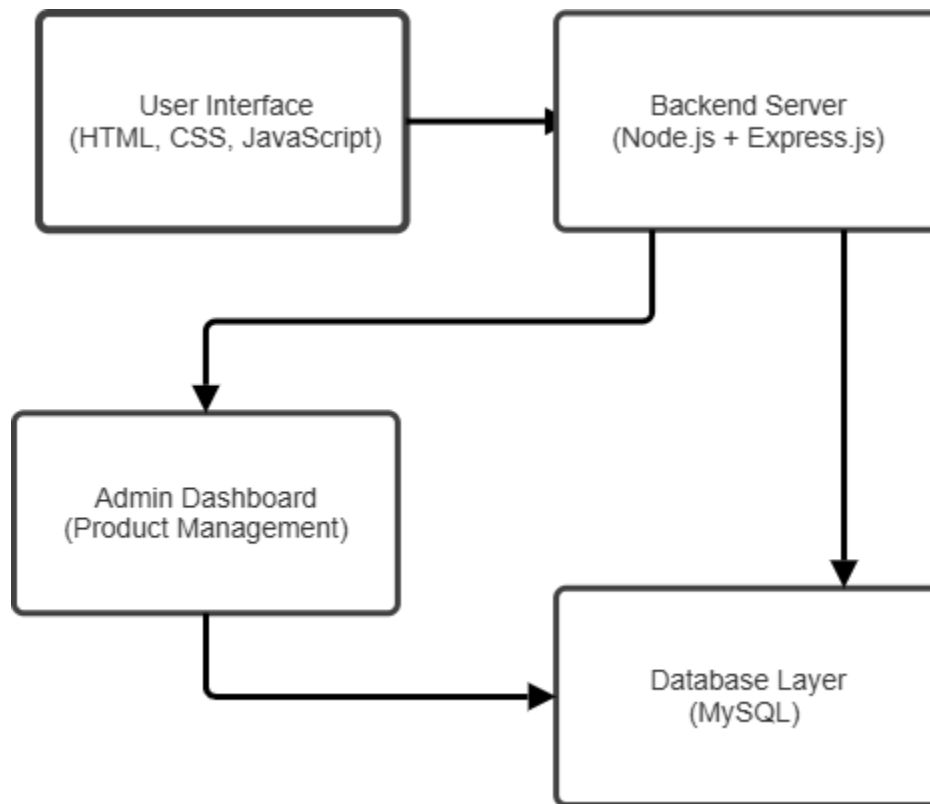 User Interface
(HTML, CSS, JavaScript)
Backend Server
(Node.js + Express.js)
Admin Dashboard
(Product Management)
Database Layer
(MySQL)